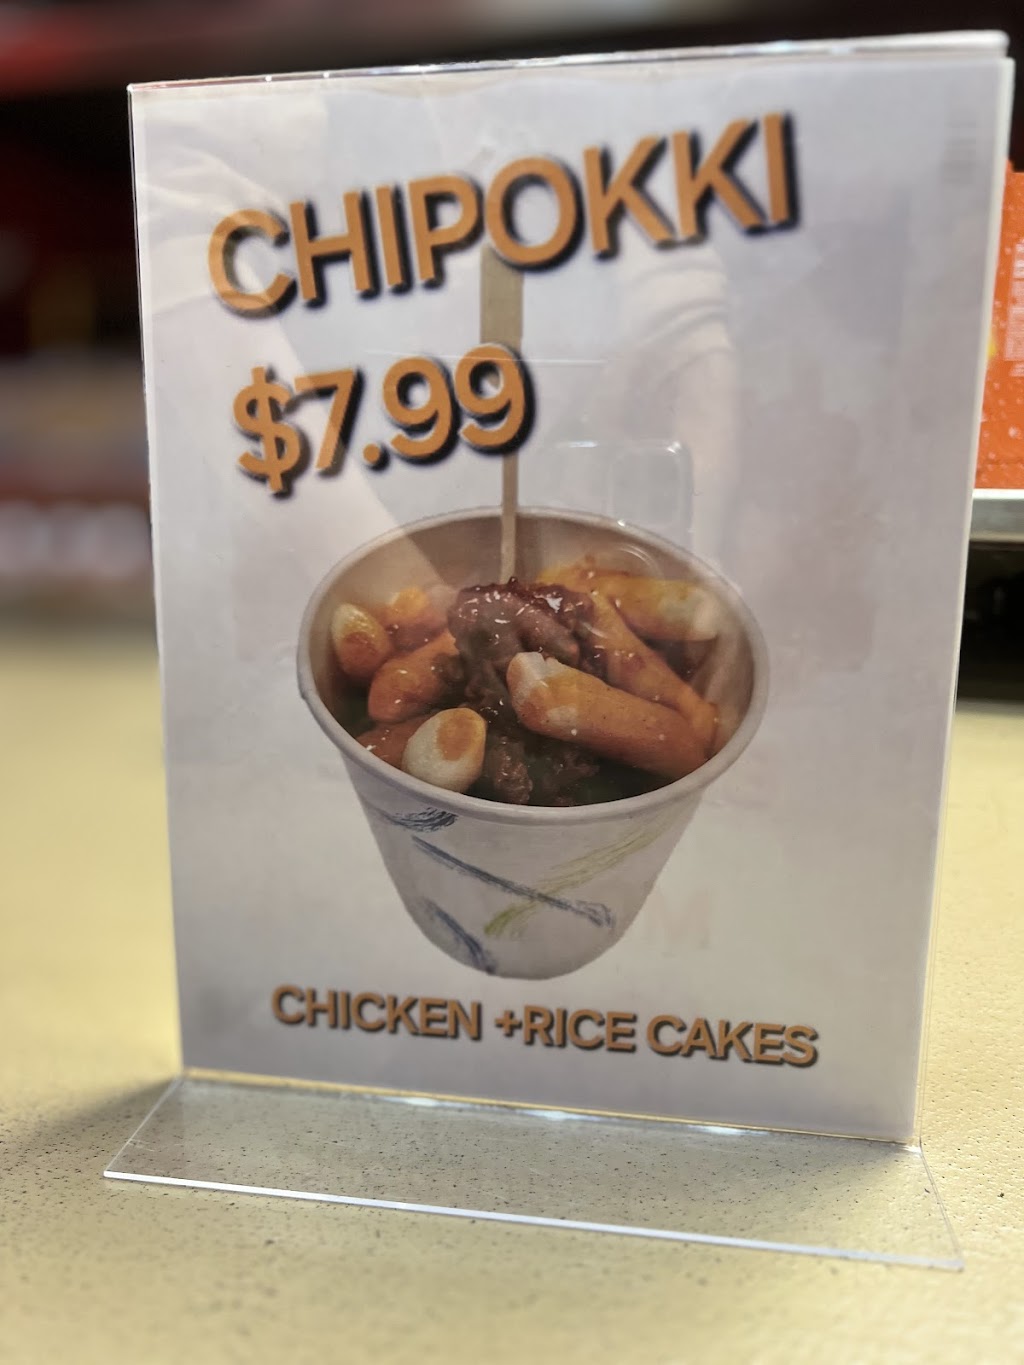 CHIPOKKI
$7.99
CHICKEN +RICE CAKES